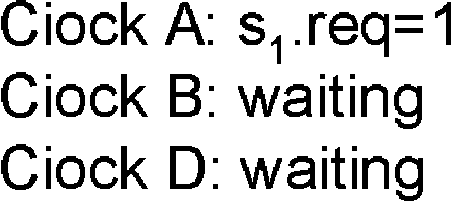 Ciock A: s₁.req=1
Ciock B: waiting
Ciock D: waiting